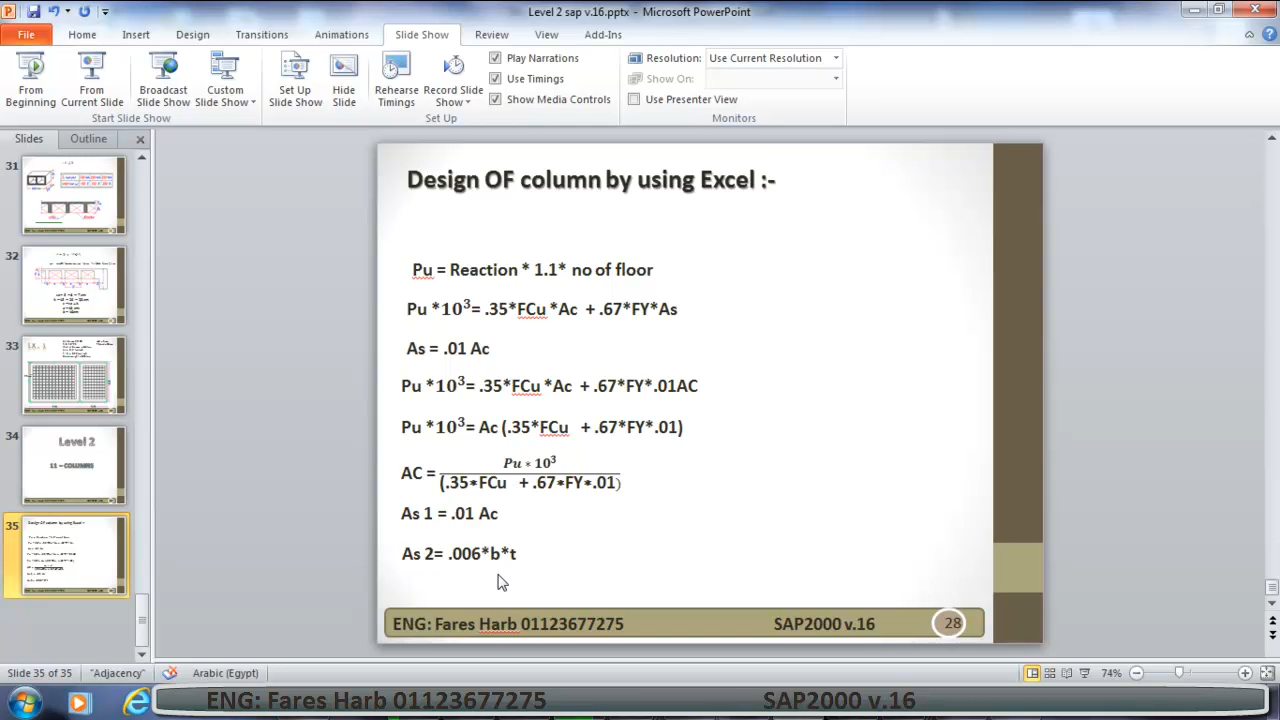 Level 2 sap v.16.pptx - Microsoft PowerPoint
File Home Insert Design Transitions Animations Slide Show Review View Add-Ins
From Beginning
From Current Slide
Broadcast Slide Show
Custom Slide Show
Set Up Slide Show
Hide Slide
Rehearse Timings
Record Slide Show
Play Narrations
Use Timings
Show Media Controls
Resolution: Use Current Resolution
Show On:
Use Presenter View
Start Slide Show
Set Up
Monitors
Slides Outline
31
32
33
34
Level 2
11 - COLUMNS
35
Design OF column by using Excel :-
Pu = Reaction * 1.1* no of floor
Pu *10³= .35*FCu *Ac + .67*FY*As
As = .01 Ac
Pu *10³= .35*FCu *Ac + .67*FY*.01AC
Pu *10³= Ac (.35*FCu + .67*FY*.01)
AC = Pu * 10³
(.35*FCu + .67*FY*.01)
As 1 = .01 Ac
As 2= .006*b*t
ENG: Fares Harb 01123677275 SAP2000 v.16 28
Slide 35 of 35 "Adjacency" Arabic (Egypt) 74%
ENG: Fares Harb 01123677275 SAP2000 v.16